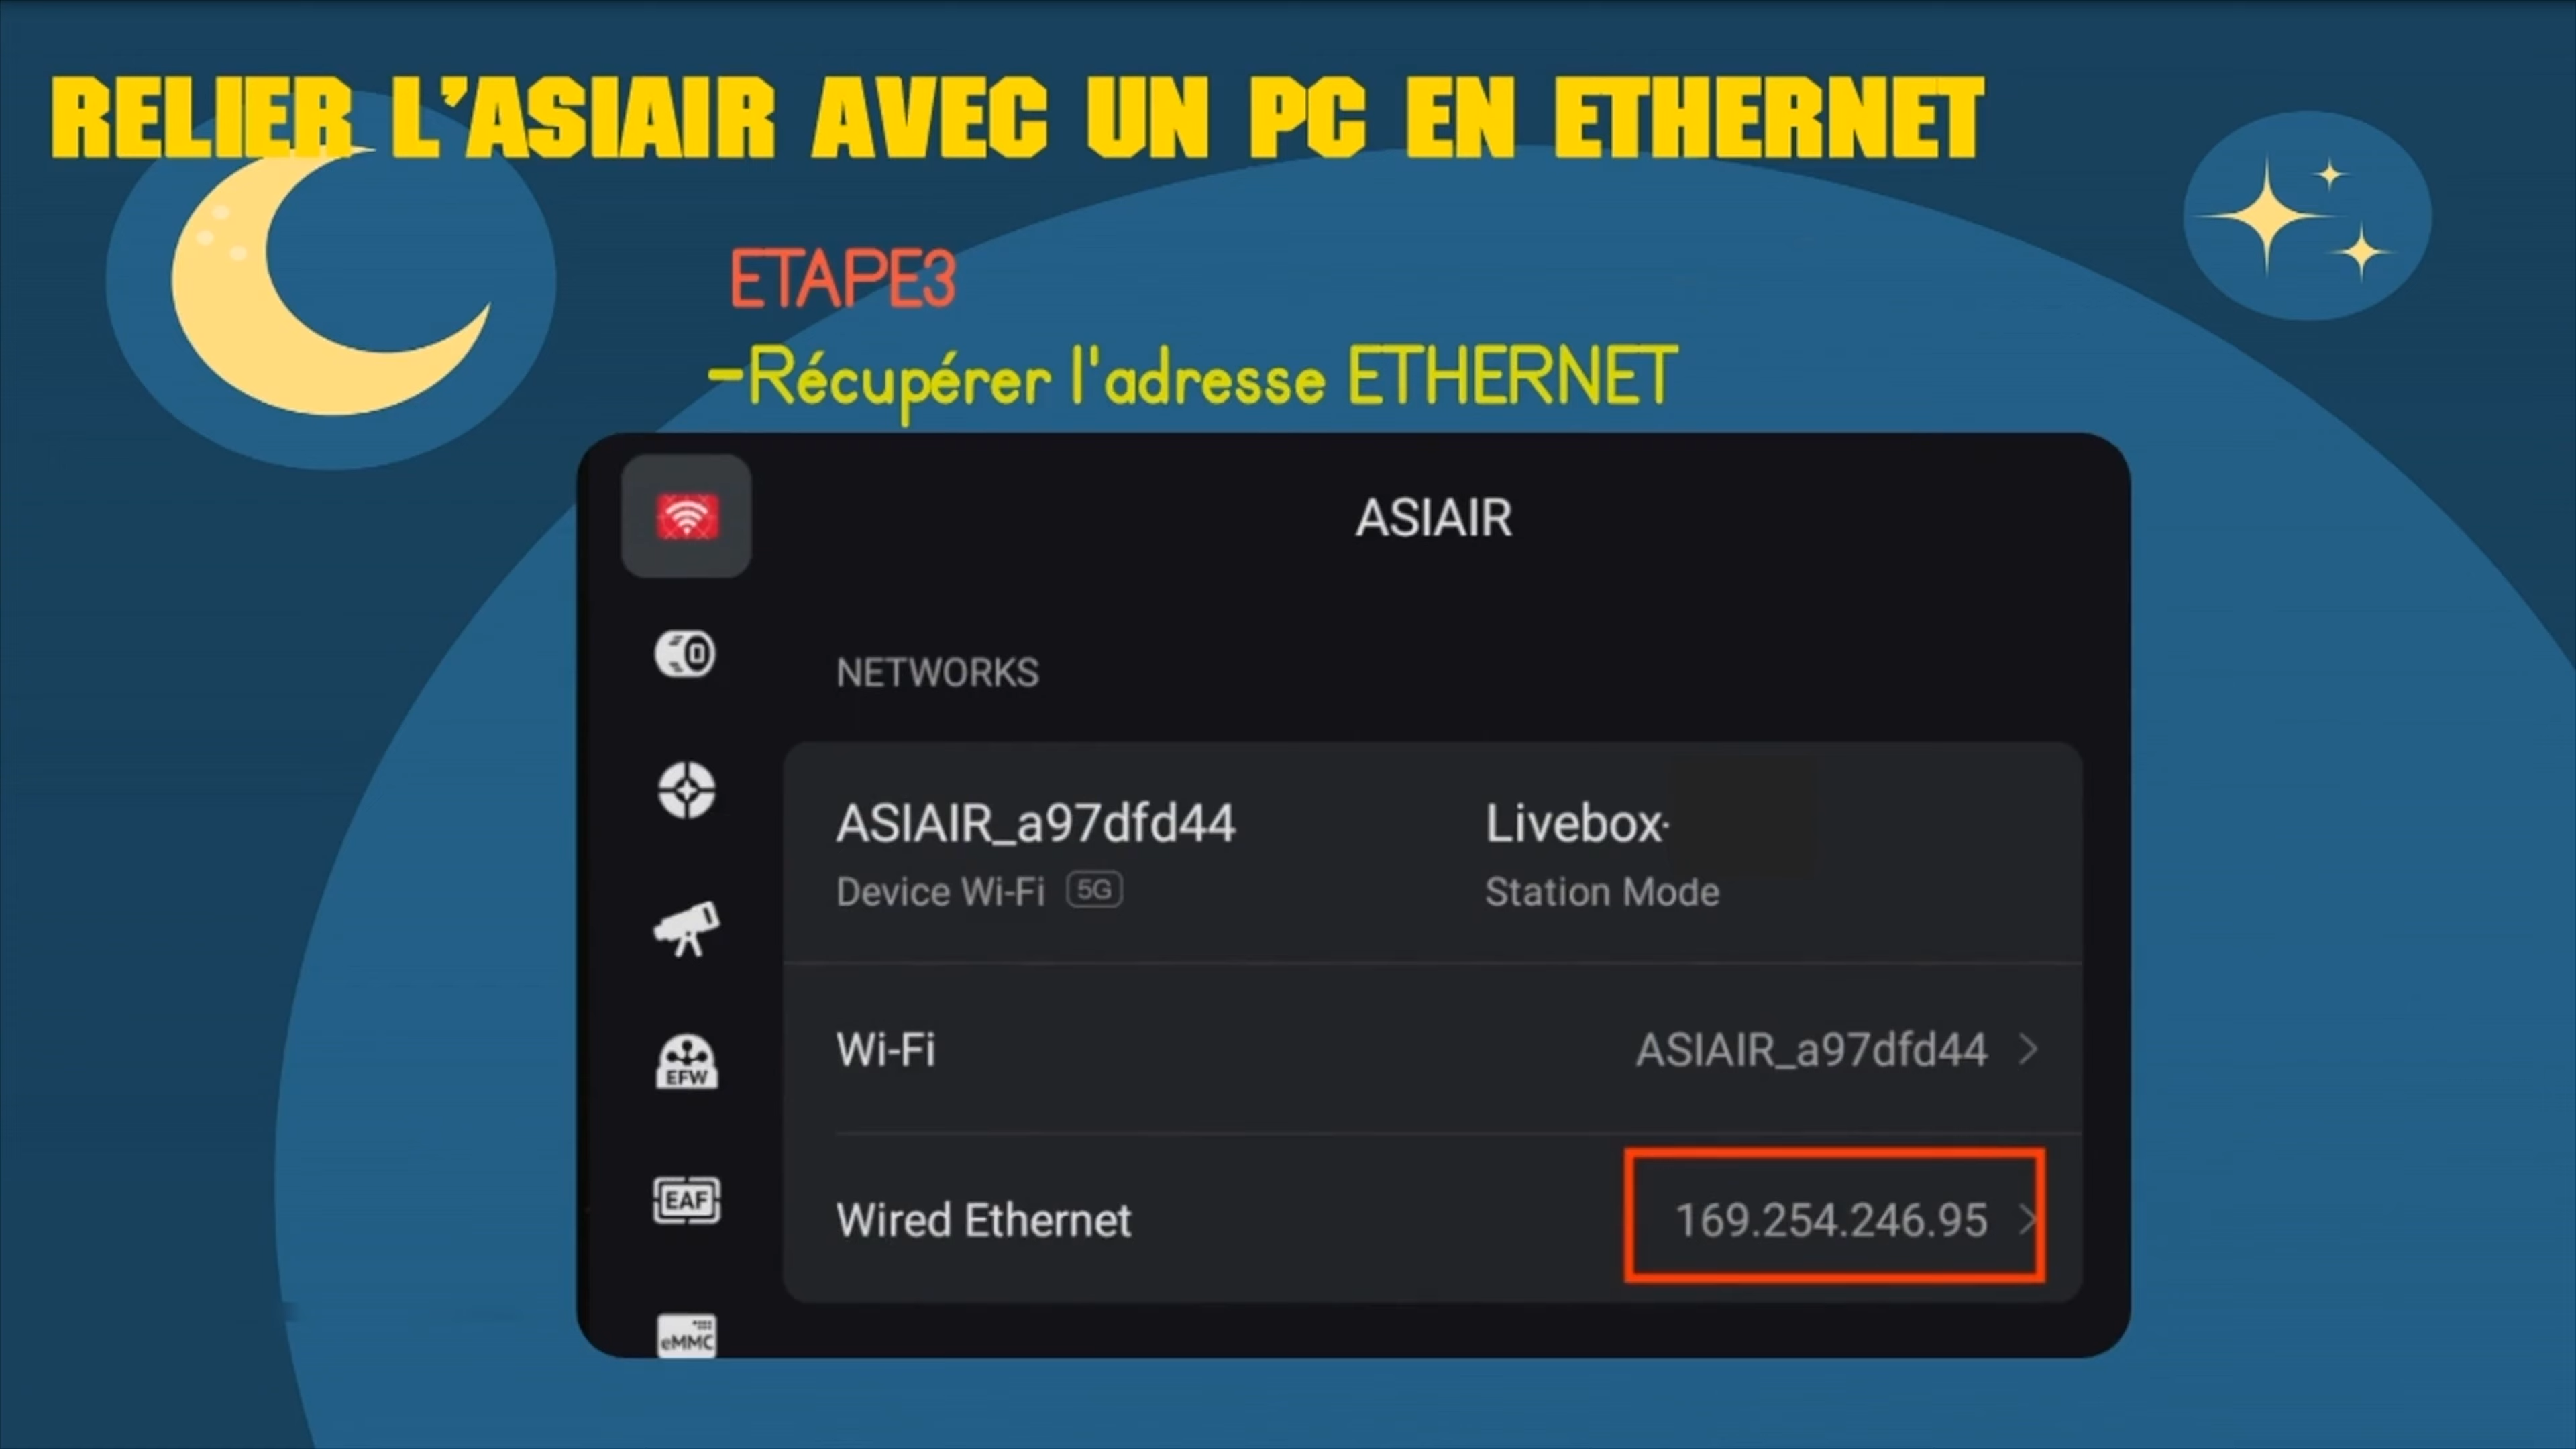 RELIER L'ASIAIR AVEC UN PC EN ETHERNET
ETAPE3
-Récupérer l'adresse ETHERNET
ASIAIR
NETWORKS
ASIAIR_a97dfd44
Device Wi-Fi 5G
Livebox-
Station Mode
Wi-Fi
ASIAIR_a97dfd44
Wired Ethernet
169.254.246.95
EFW
EAF
eMMC